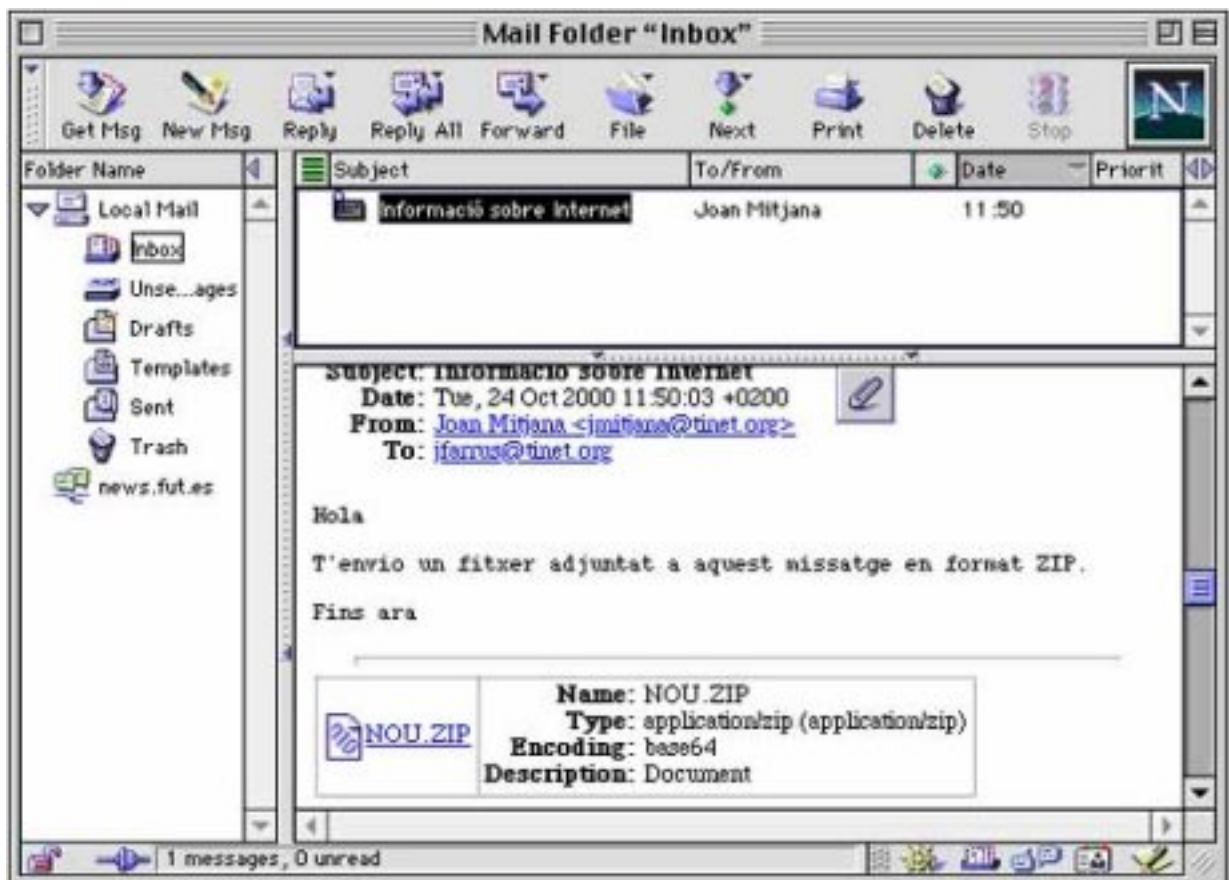 Mail Folder “Inbox”
Get Msg New Msg Reply Reply All Forward File Next Print Delete Stop
N
Folder Name
Local Mail
Inbox
Unse...ages
Drafts
Templates
Sent
Trash
news.fut.es
Subject To/From Date Priorit
Informació sobre Internet Joan Mitjana 11:50
Subject: Informació sobre Internet
Date: Tue, 24 Oct 2000 11:50:03 +0200
From: Joan Mitjana <jmitjana@tinet.org>
To: jfarrus@tinet.org
Hola
T'envio un fitxer adjuntat a aquest missatge en format ZIP.
Fins ara
NOU.ZIP
Name: NOU.ZIP
Type: application/zip (application/zip)
Encoding: base64
Description: Document
1 messages, 0 unread